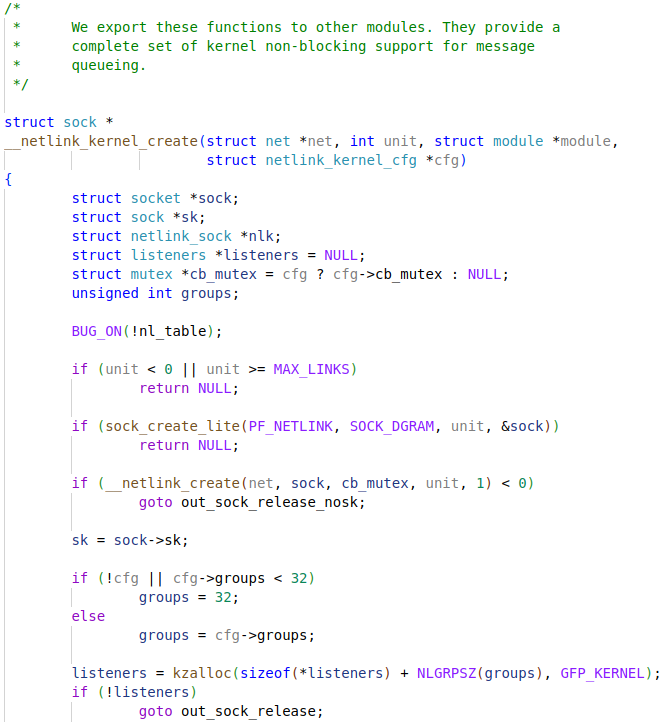 /*
 *      We export these functions to other modules. They provide a
 *      complete set of kernel non-blocking support for message
 *      queueing.
 */

struct sock *
__netlink_kernel_create(struct net *net, int unit, struct module *module,
                        struct netlink_kernel_cfg *cfg)
{
        struct socket *sock;
        struct sock *sk;
        struct netlink_sock *nlk;
        struct listeners *listeners = NULL;
        struct mutex *cb_mutex = cfg ? cfg->cb_mutex : NULL;
        unsigned int groups;

        BUG_ON(!nl_table);

        if (unit < 0 || unit >= MAX_LINKS)
                return NULL;

        if (sock_create_lite(PF_NETLINK, SOCK_DGRAM, unit, &sock))
                return NULL;

        if (__netlink_create(net, sock, cb_mutex, unit, 1) < 0)
                goto out_sock_release_nosk;

        sk = sock->sk;

        if (!cfg || cfg->groups < 32)
                groups = 32;
        else
                groups = cfg->groups;

        listeners = kzalloc(sizeof(*listeners) + NLGRPSZ(groups), GFP_KERNEL);
        if (!listeners)
                goto out_sock_release;